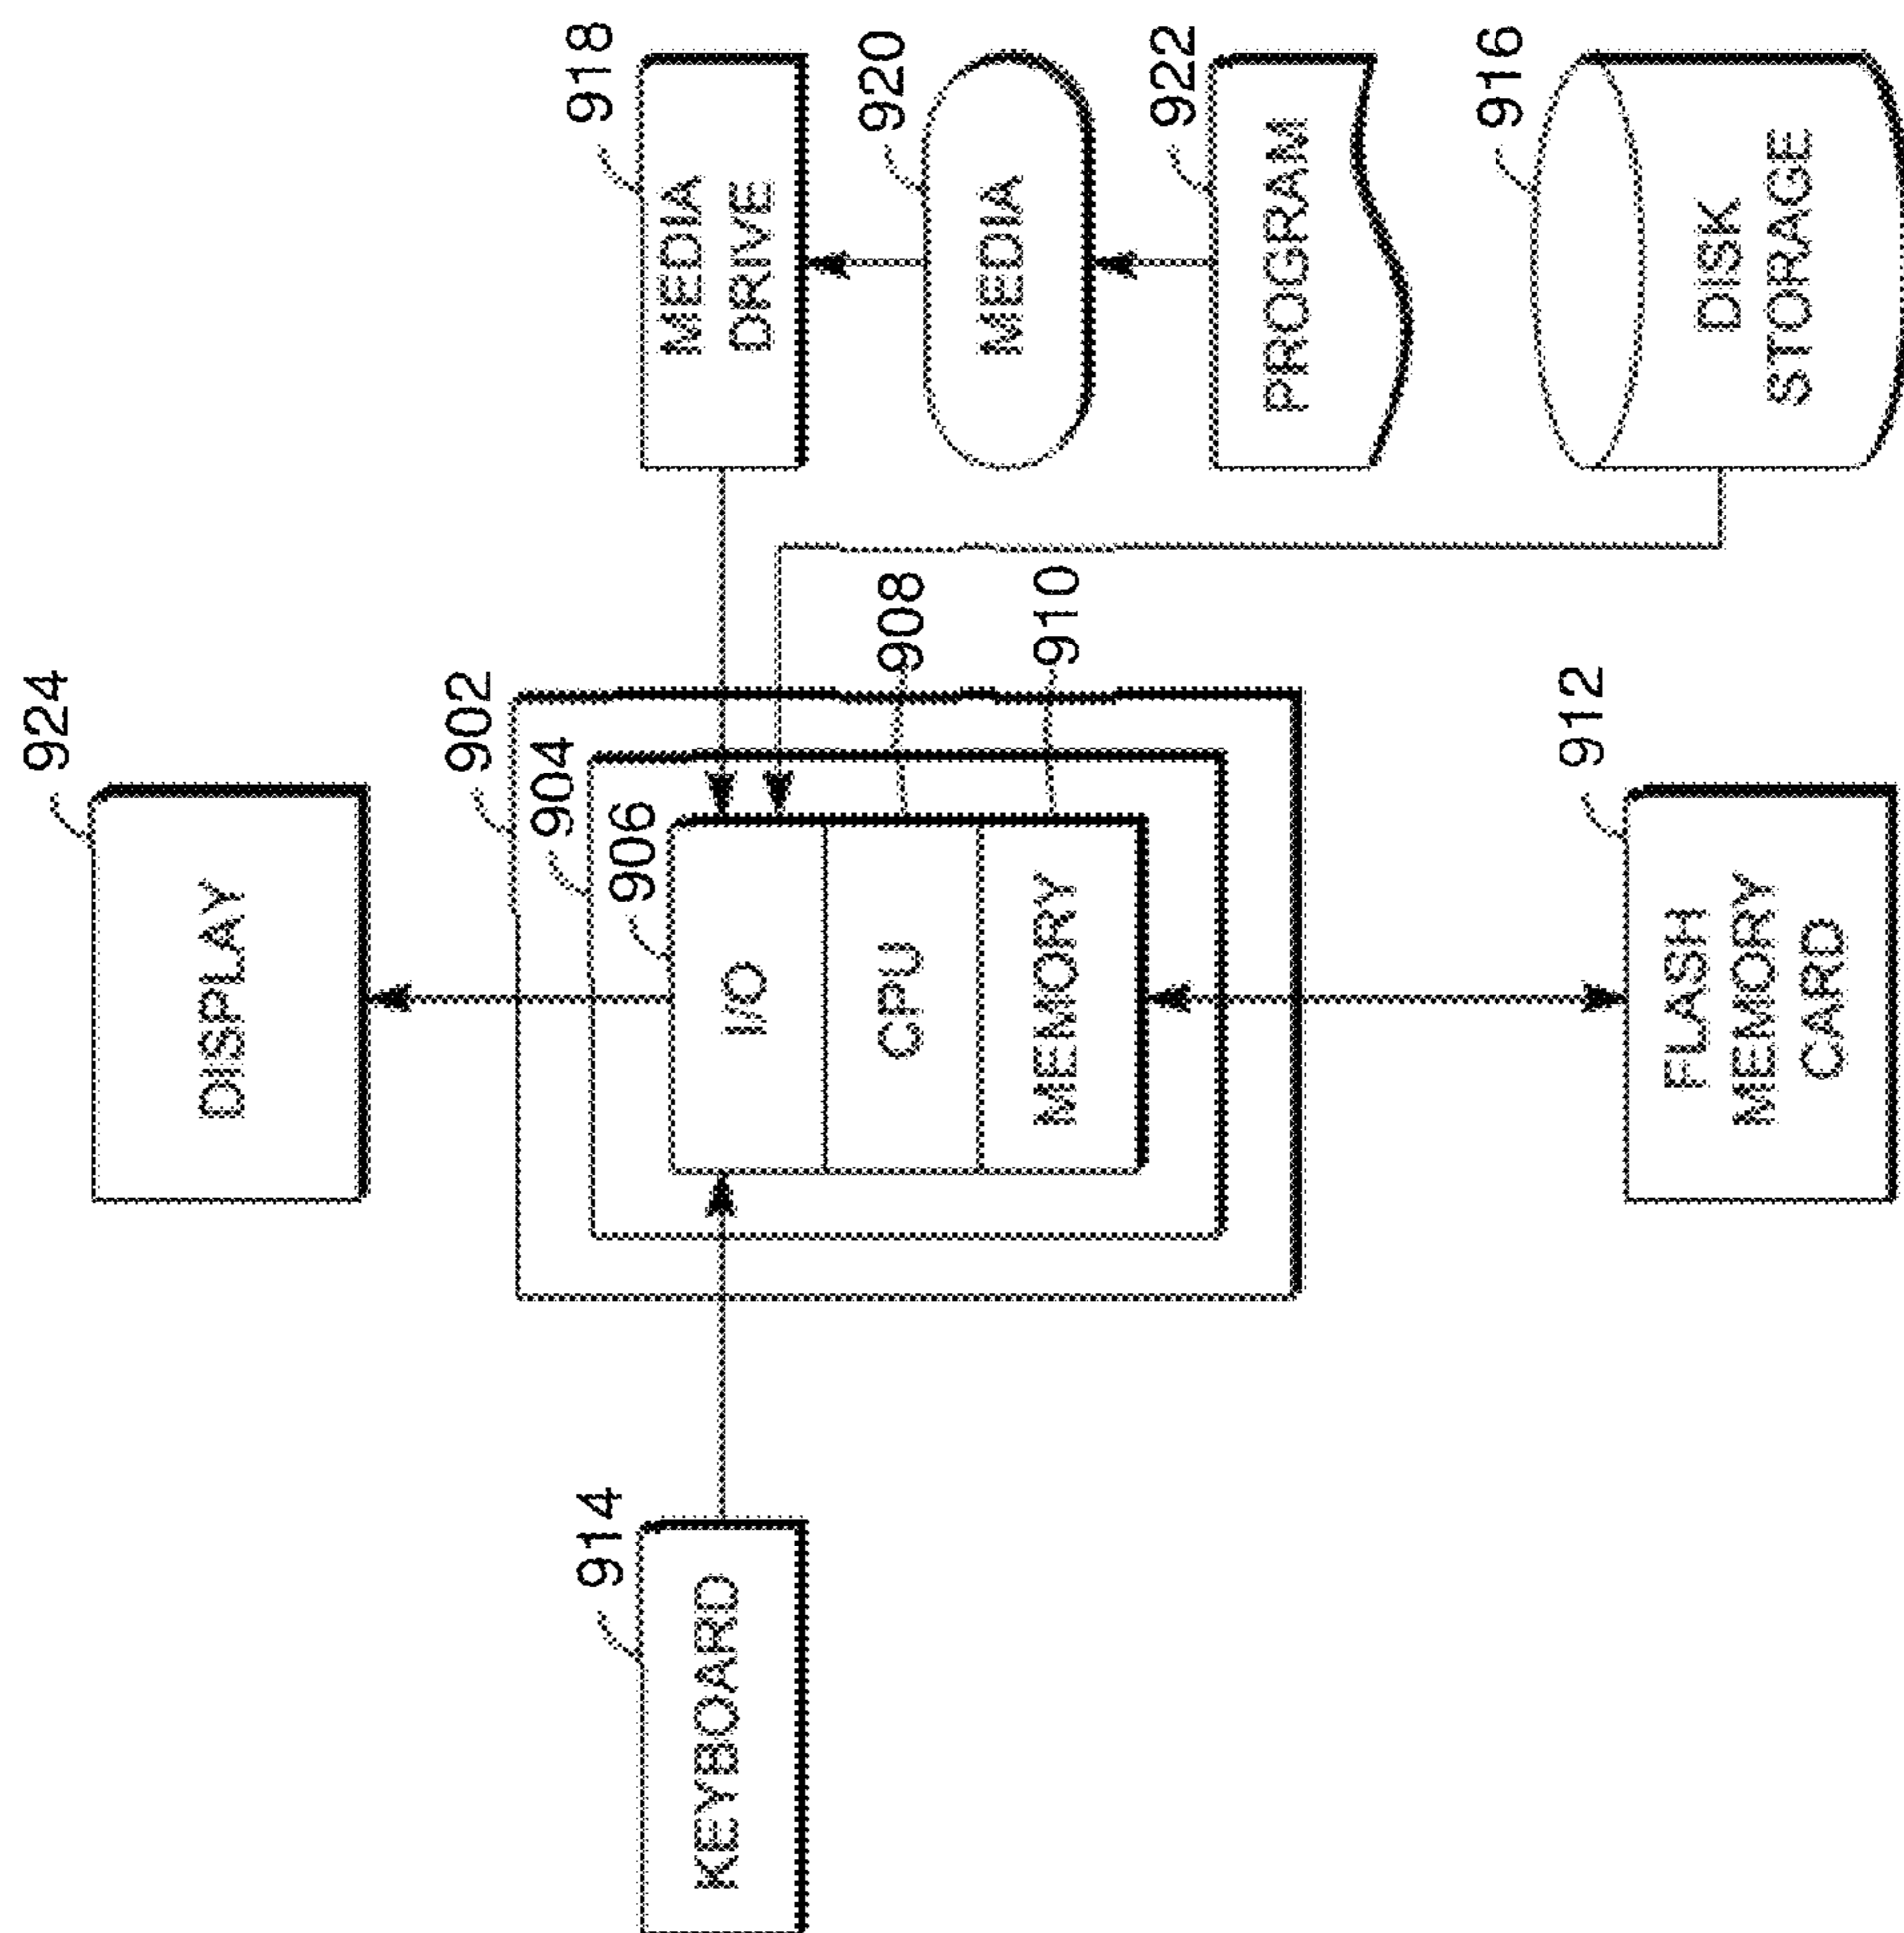 924
DISPLAY
902
904
906
I/O
CPU
MEMORY
908
910
914
KEYBOARD
912
FLASH
MEMORY
CARD
918
MEDIA
DRIVE
920
MEDIA
922
PROGRAM
916
DISK
STORAGE